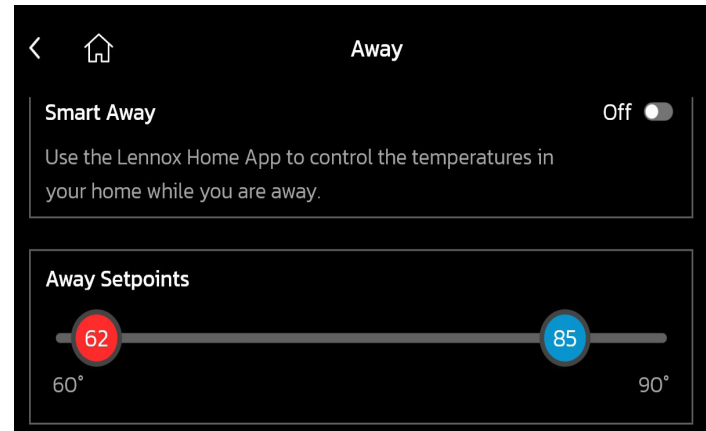 Away
Smart Away Off
Use the Lennox Home App to control the temperatures in
your home while you are away.
Away Setpoints
62 85
60° 90°